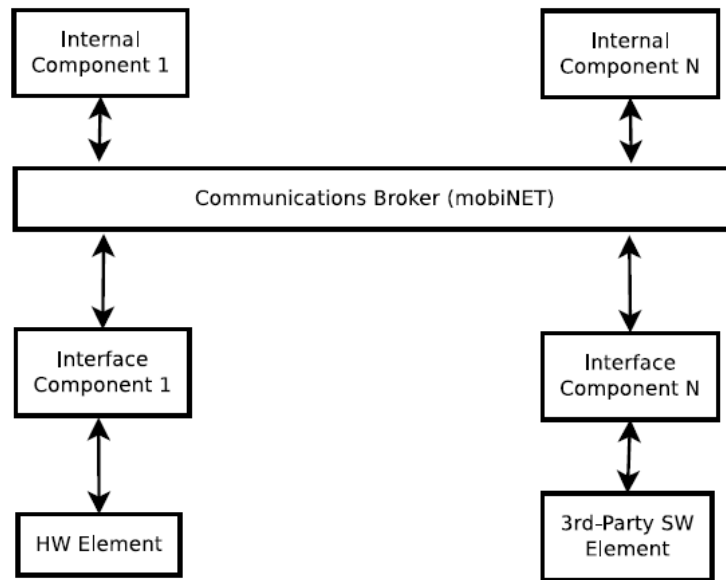 Internal
Component 1
Internal
Component N
Communications Broker (mobiNET)
Interface
Component 1
Interface
Component N
HW Element
3rd-Party SW
Element